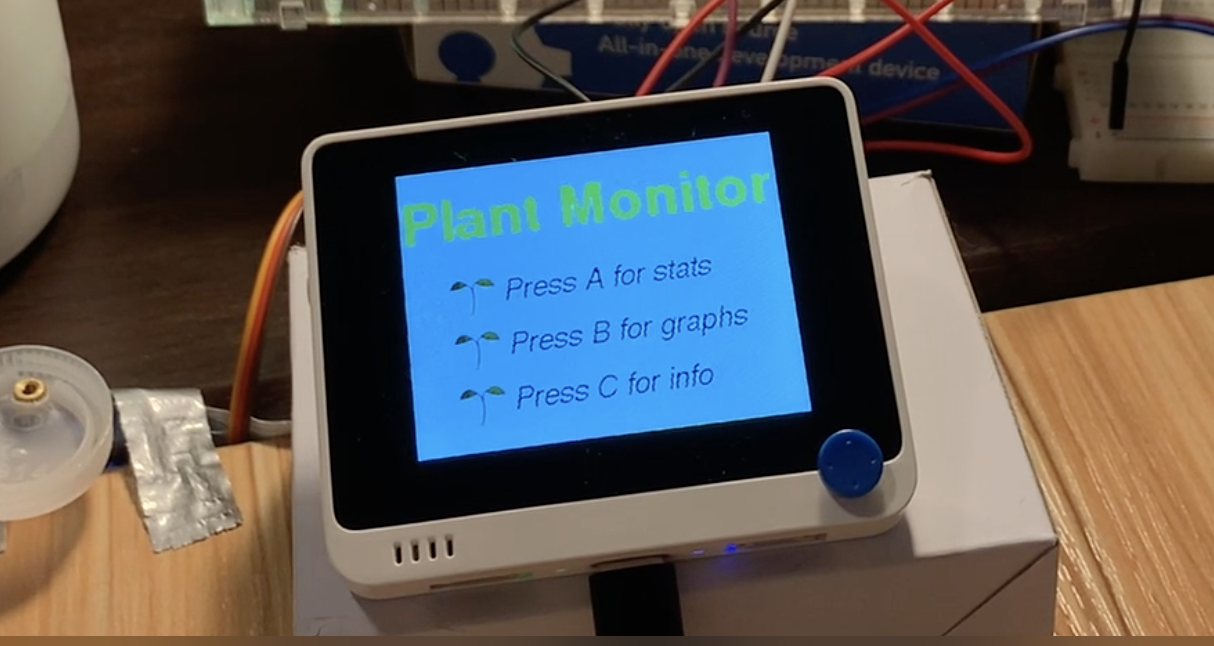 All-in-one development device
Plant Monitor
Press A for stats
Press B for graphs
Press C for info